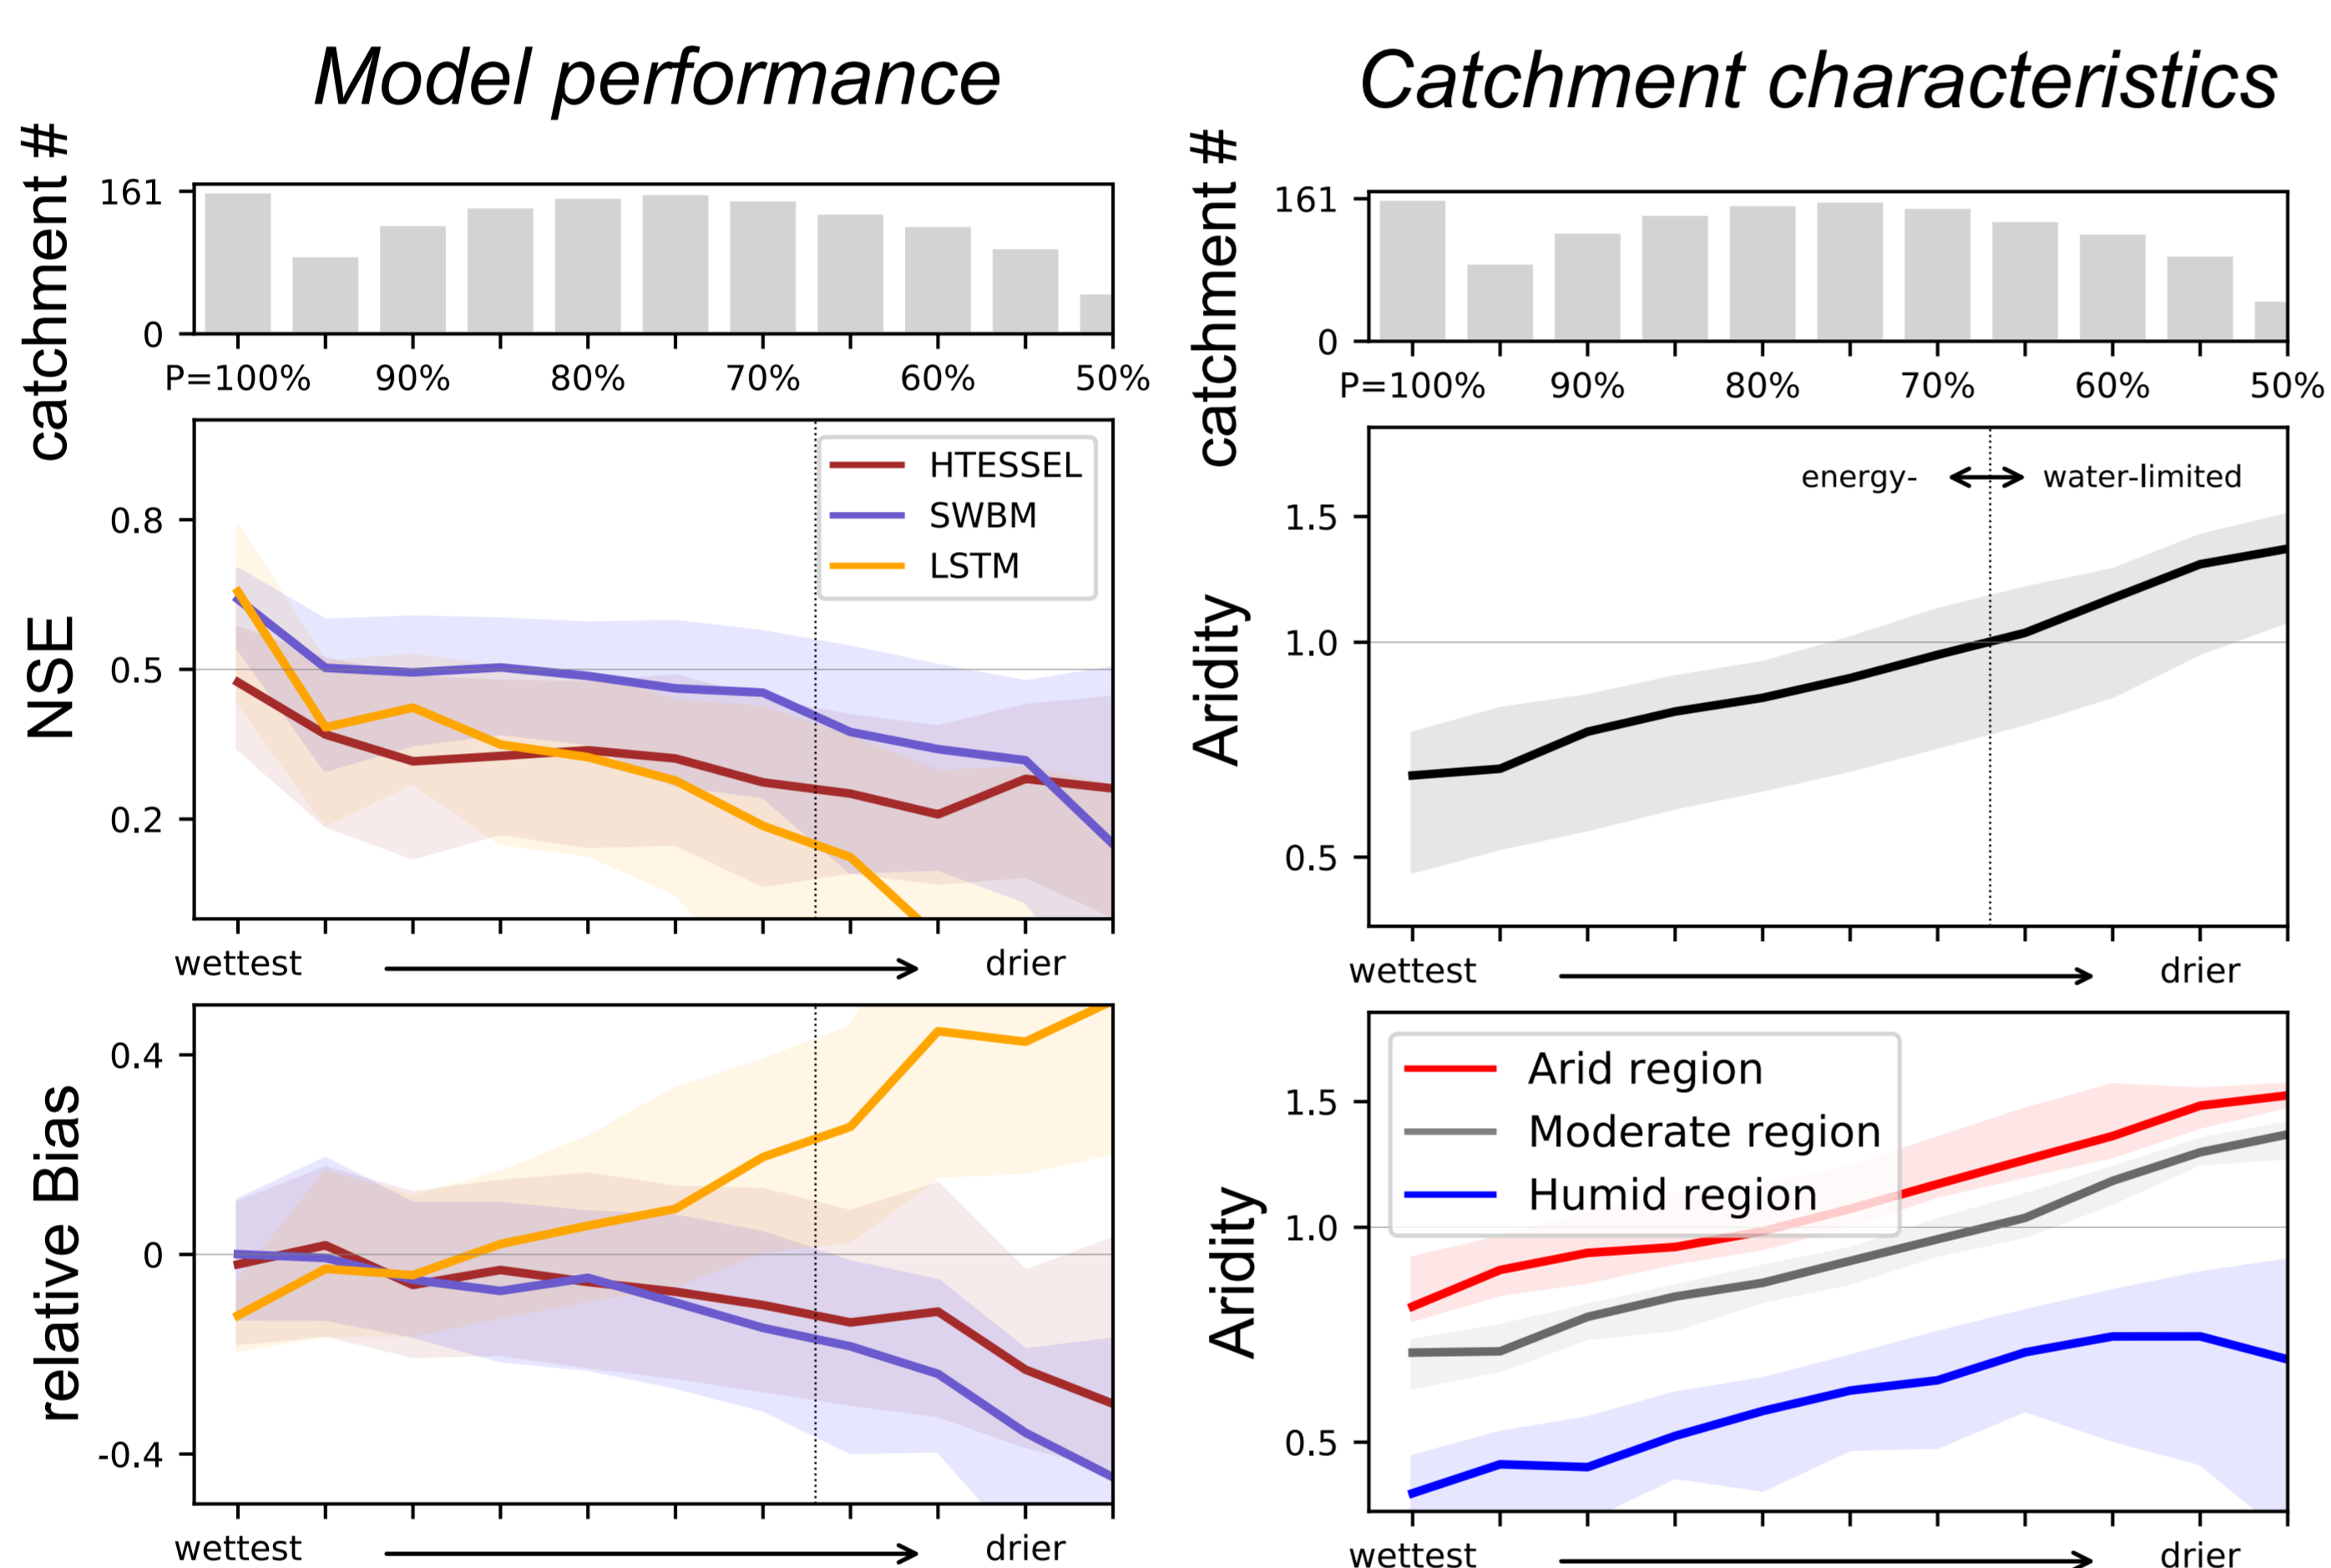 Model performance
catchment #
161
0
P=100% 90% 80% 70% 60% 50%
NSE
0.8
0.5
0.2
HTESSEL
SWBM
LSTM
wettest drier
relative Bias
0.4
0
-0.4
wettest drier
Catchment characteristics
catchment #
161
0
P=100% 90% 80% 70% 60% 50%
Aridity
1.5
1.0
0.5
energy- water-limited
wettest drier
Aridity
1.5
1.0
0.5
Arid region
Moderate region
Humid region
wettest drier